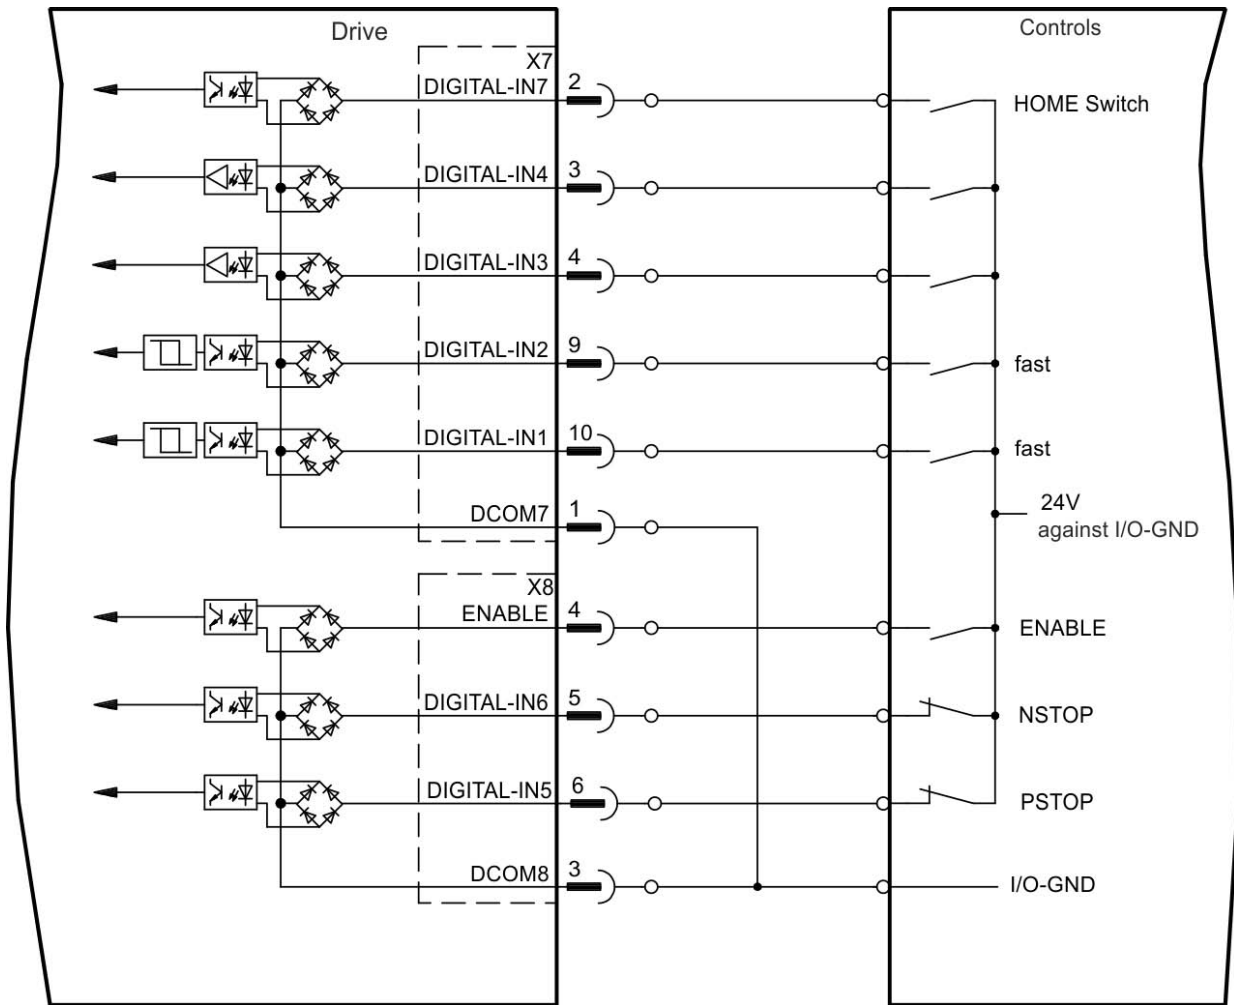 Drive
Controls
X7
DIGITAL-IN7
2
HOME Switch
DIGITAL-IN4
3
DIGITAL-IN3
4
DIGITAL-IN2
9
fast
DIGITAL-IN1
10
fast
DCOM7
1
24V
against I/O-GND
X8
ENABLE
4
ENABLE
DIGITAL-IN6
5
NSTOP
DIGITAL-IN5
6
PSTOP
DCOM8
3
I/O-GND